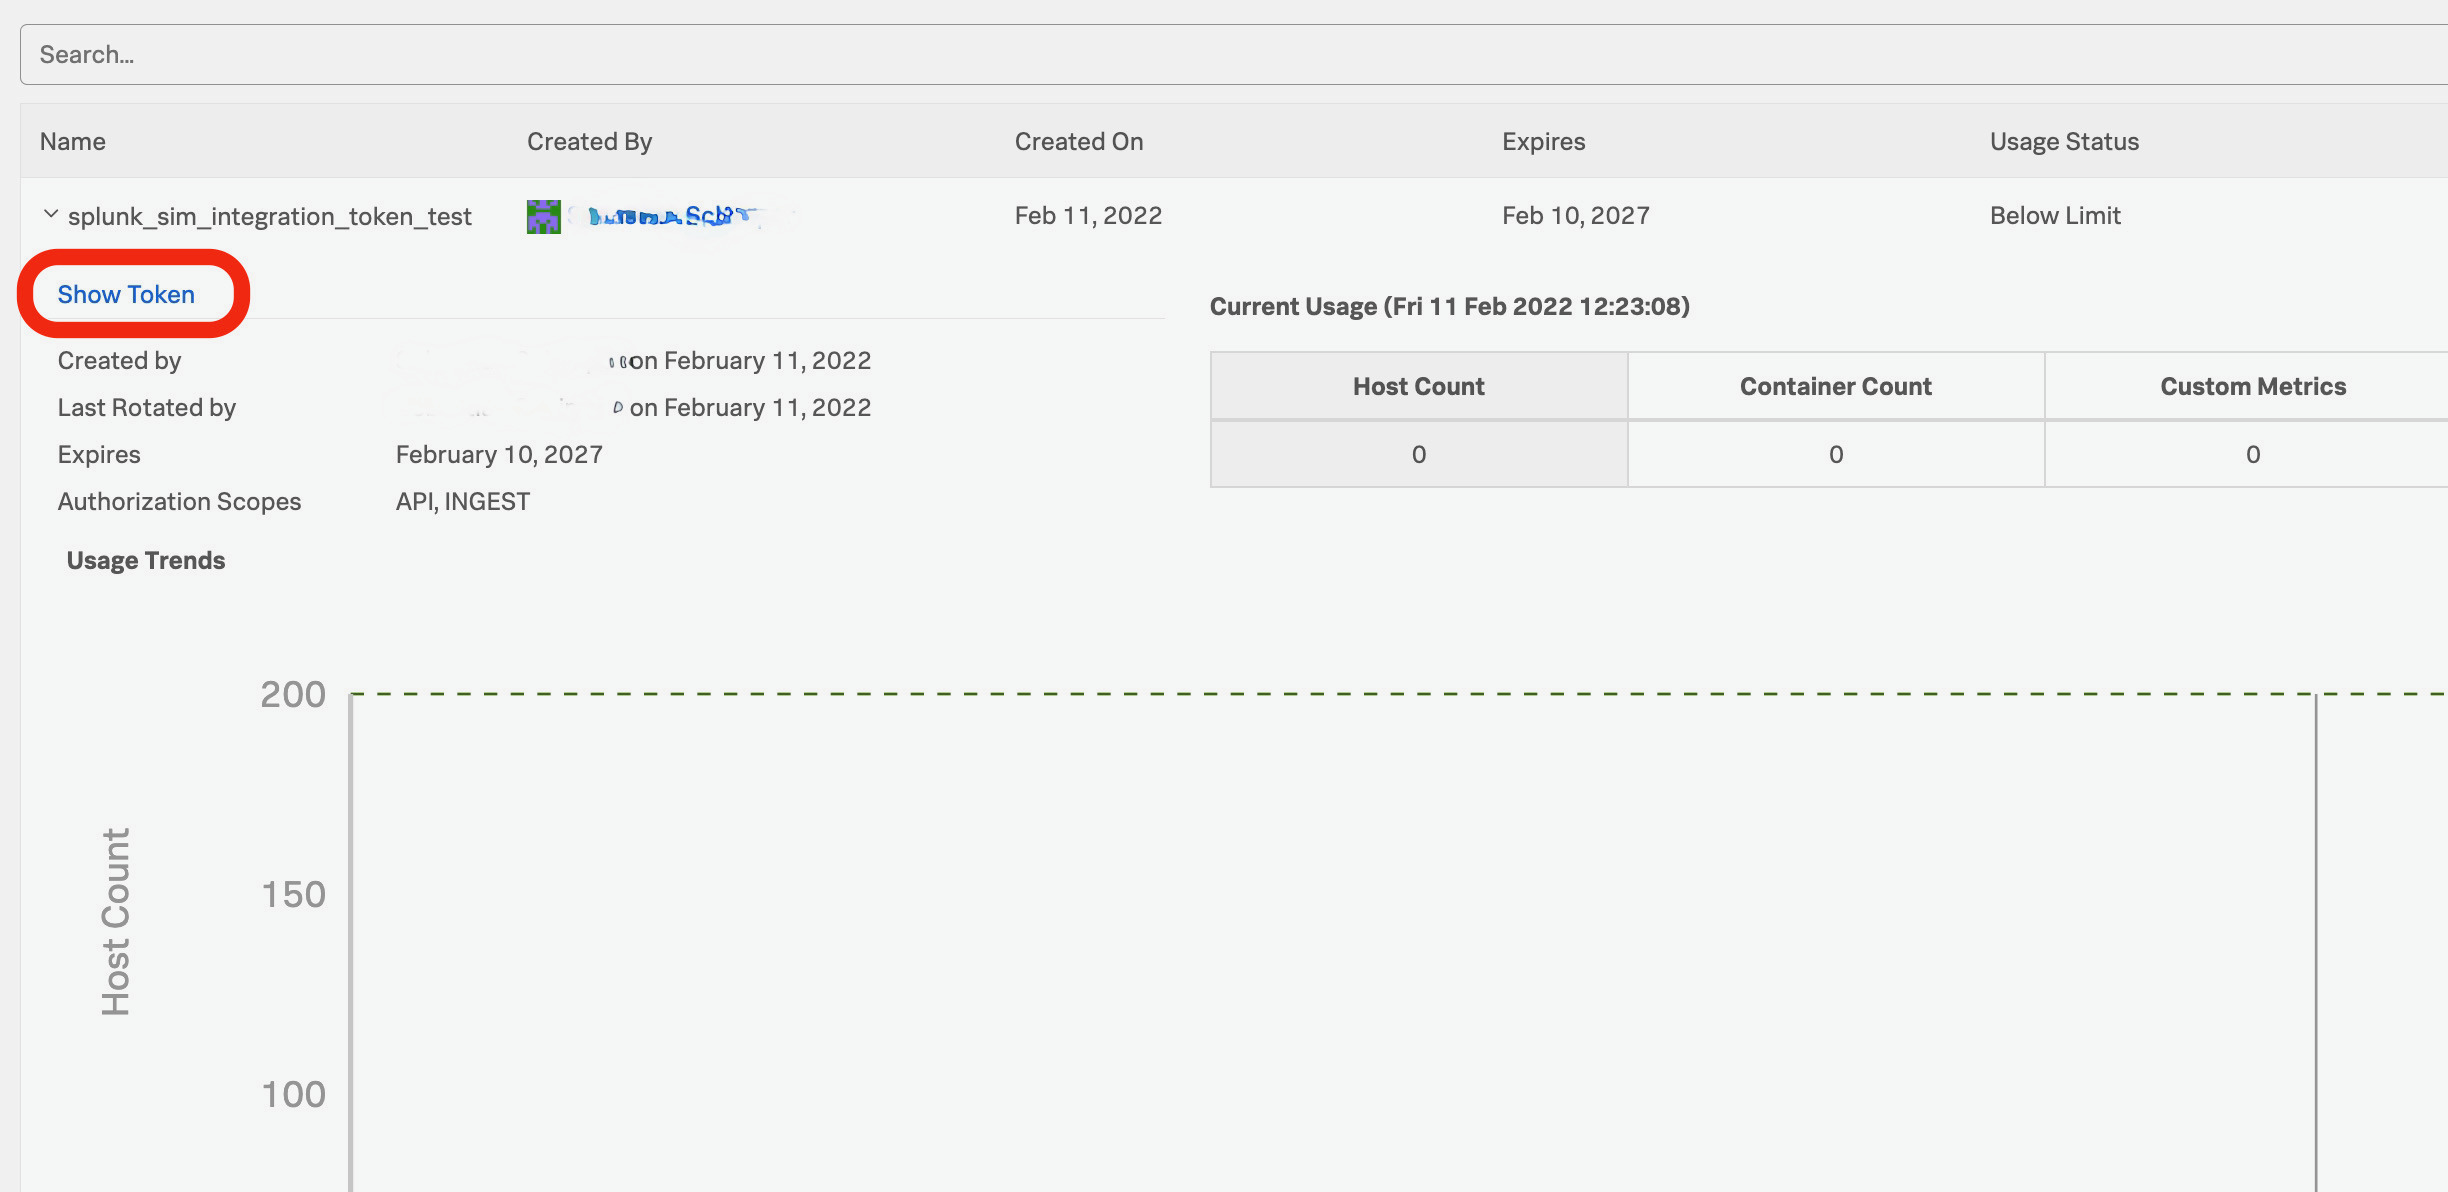 Search...
Name Created By Created On Expires Usage Status
splunk_sim_integration_token_test Feb 11, 2022 Feb 10, 2027 Below Limit
Show Token
Current Usage (Fri 11 Feb 2022 12:23:08)
Created by on February 11, 2022
Last Rotated by on February 11, 2022
Expires February 10, 2027
Authorization Scopes API, INGEST
Host Count Container Count Custom Metrics
0 0 0
Usage Trends
200
150
100
Host Count